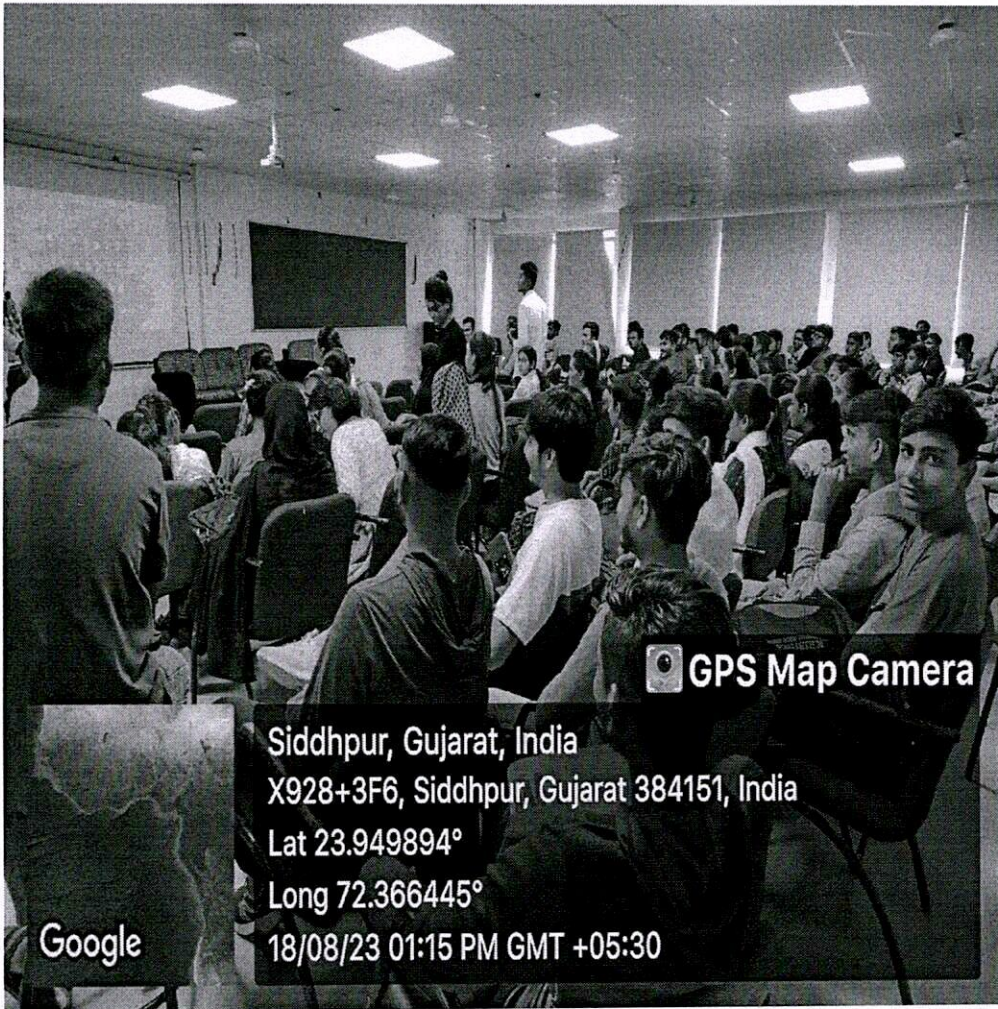 GPS Map Camera
Siddhpur, Gujarat, India
X928+3F6, Siddhpur, Gujarat 384151, India
Lat 23.949894°
Long 72.366445°
18/08/23 01:15 PM GMT +05:30
Google